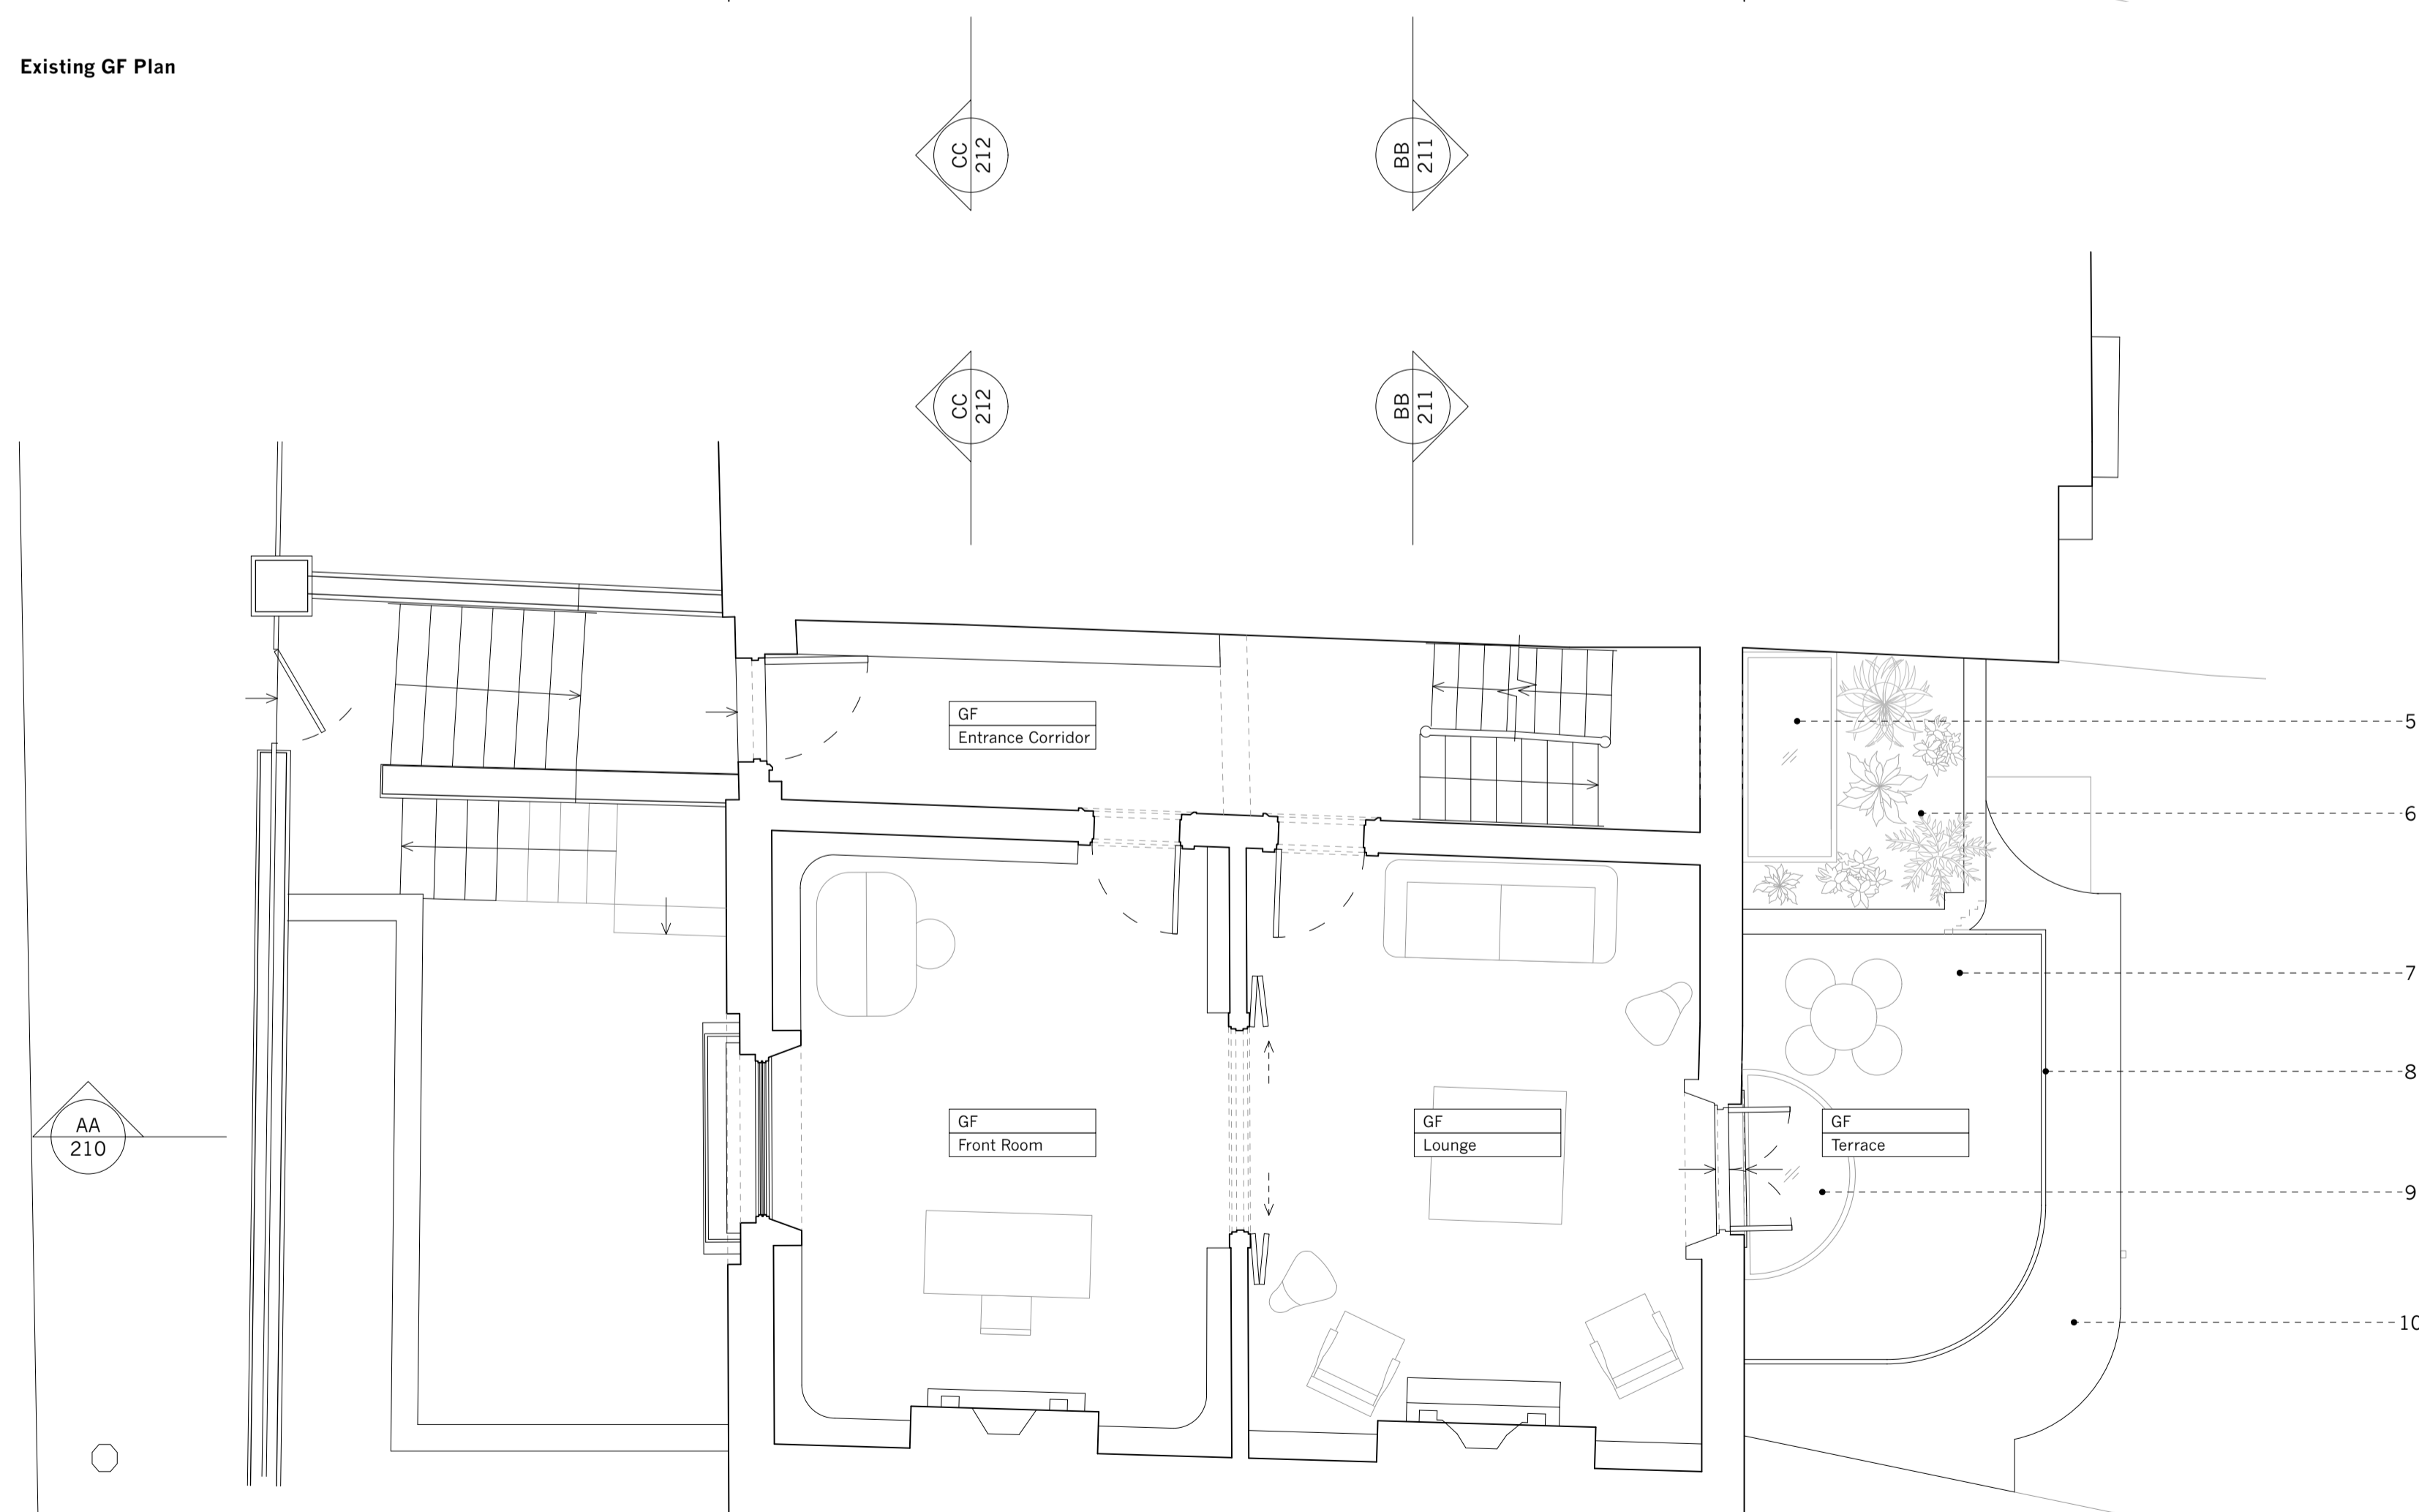 Existing GF Plan
CC
212
BB
211
CC
212
BB
211
GF
Entrance Corridor
5
6
7
8
AA
210
GF
Front Room
GF
Lounge
GF
Terrace
9
10